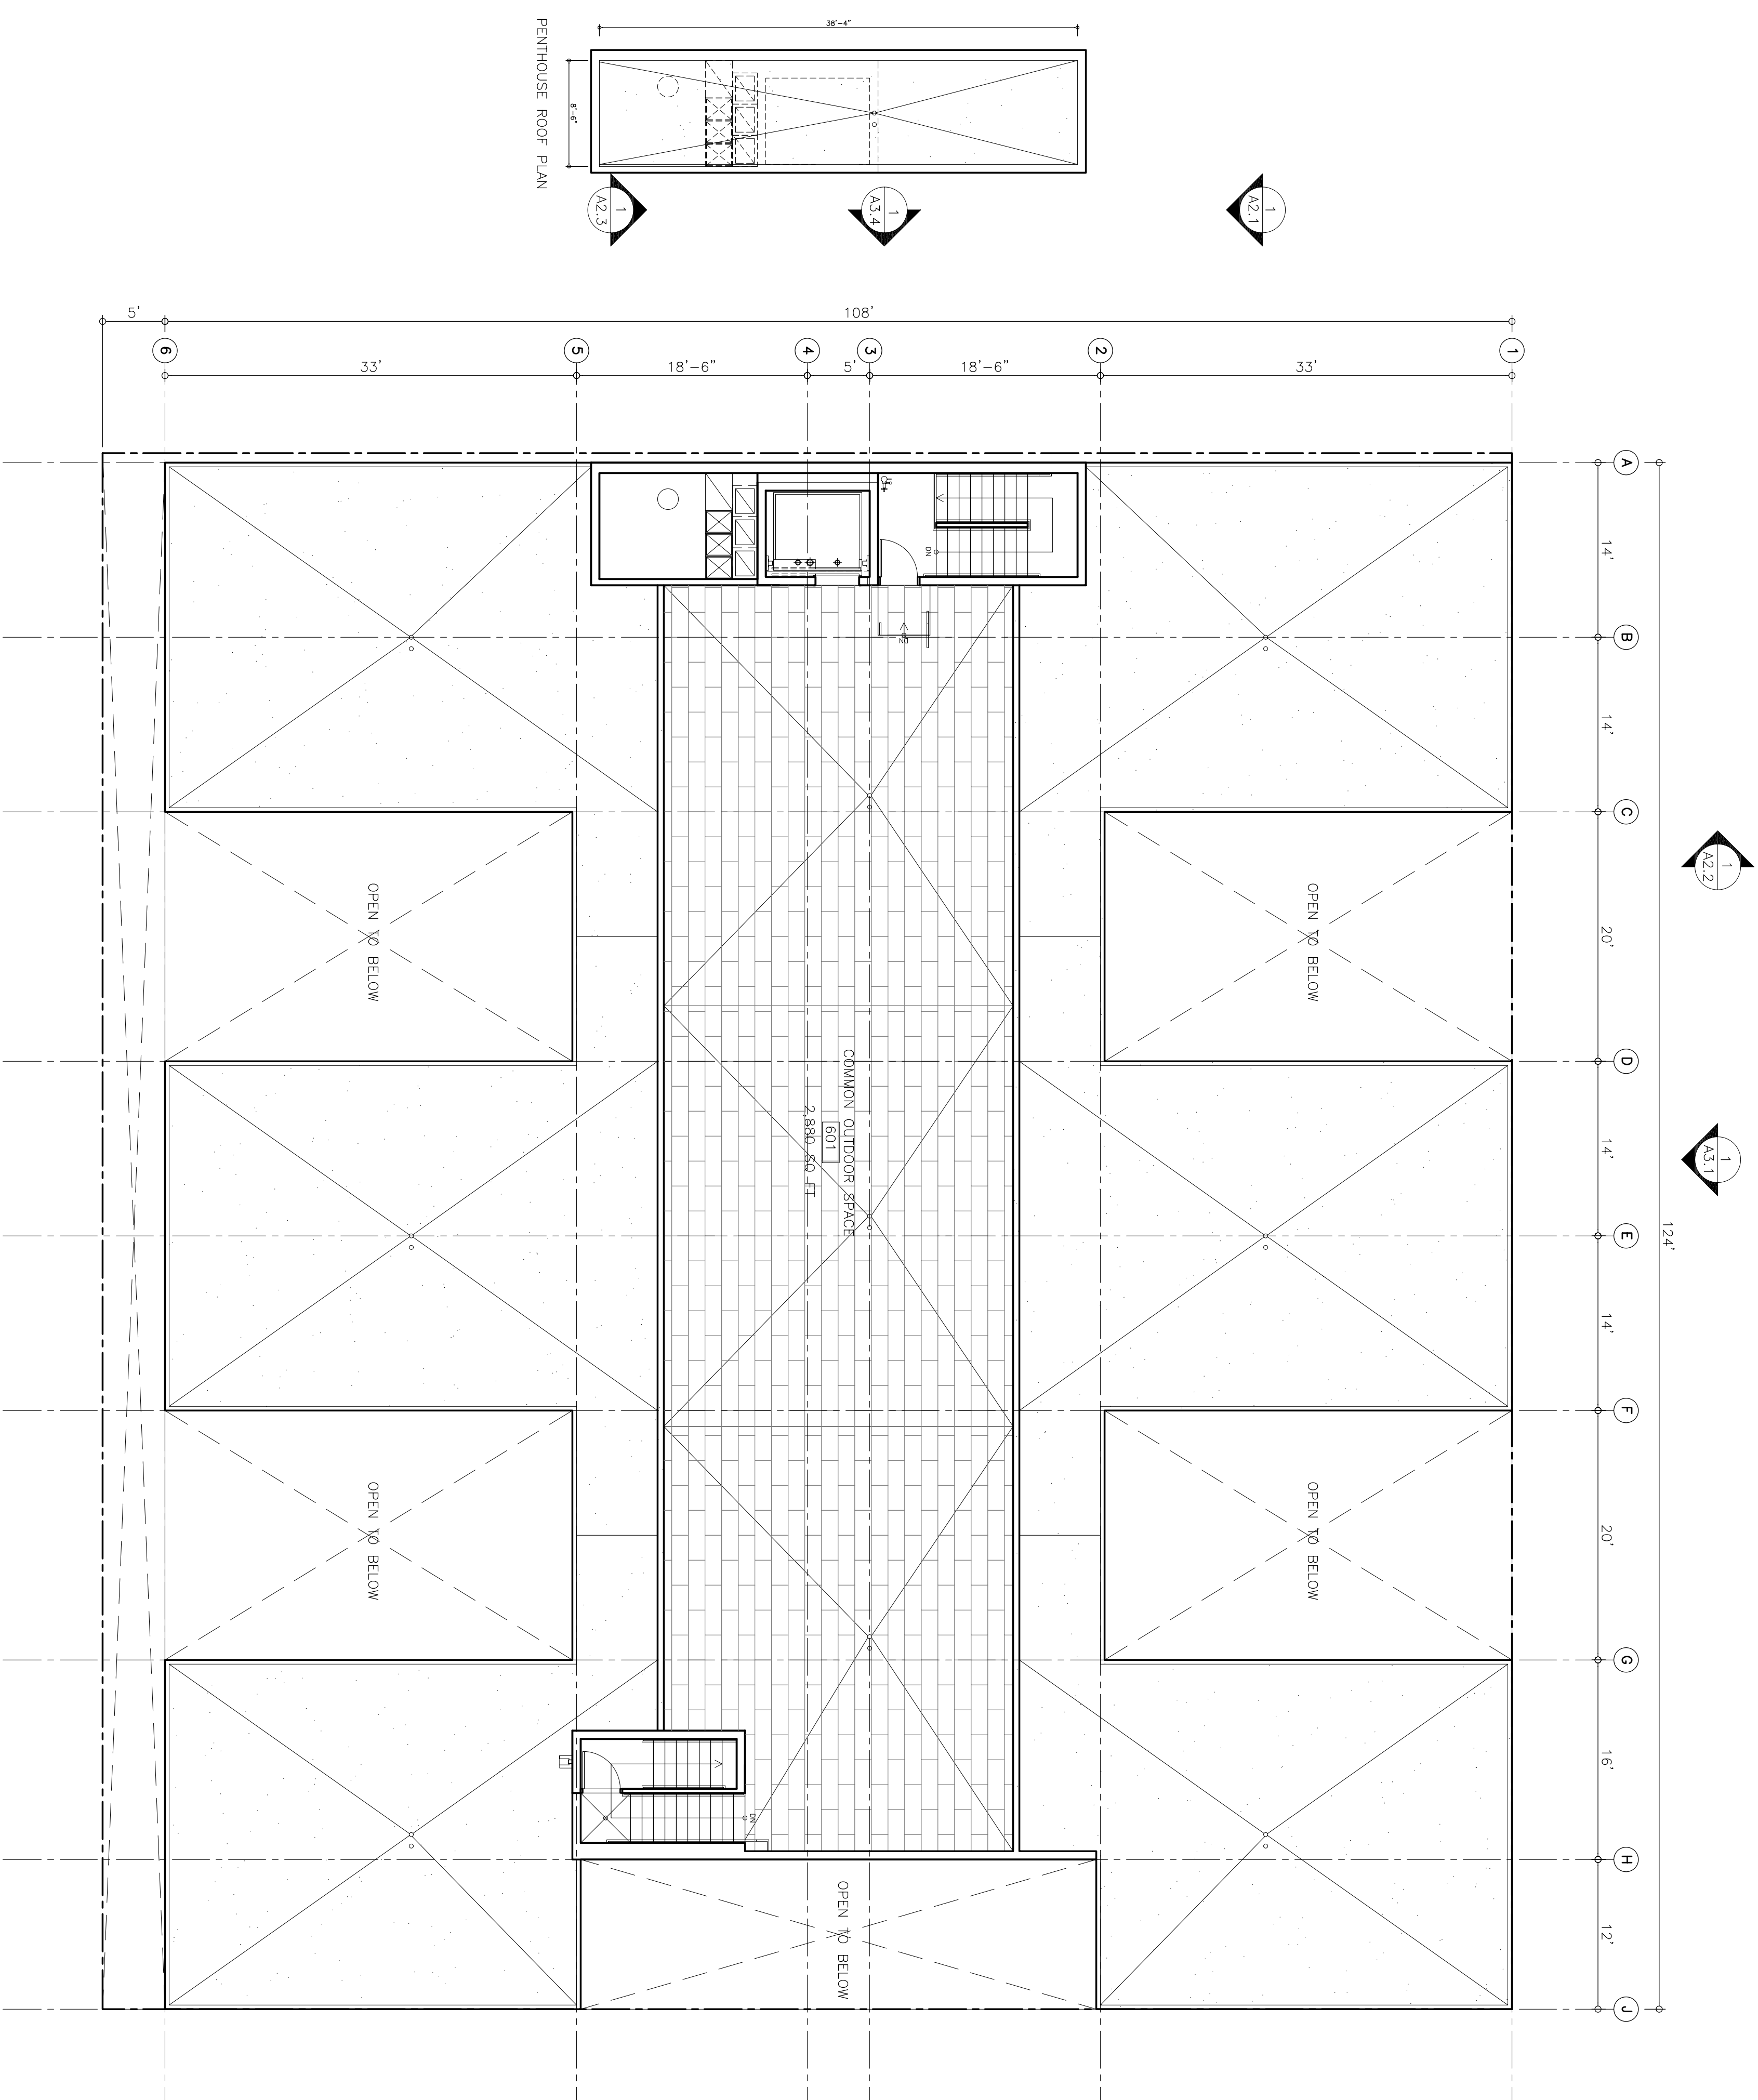 38'-4"
8'-6"
PENTHOUSE ROOF PLAN
1
A2.3
1
A3.4
1
A2.1
5'
108'
6
5
4
3
2
1
33'
18'-6"
5'
18'-6"
33'
A
B
C
D
E
F
G
H
J
14'
14'
20'
14'
14'
20'
16'
12'
124'
1
A2.2
1
A3.1
DN
DN
OPEN TO BELOW
OPEN TO BELOW
COMMON OUTDOOR SPACE
601
2,880 SQ FT
OPEN TO BELOW
OPEN TO BELOW
DN
OPEN TO BELOW